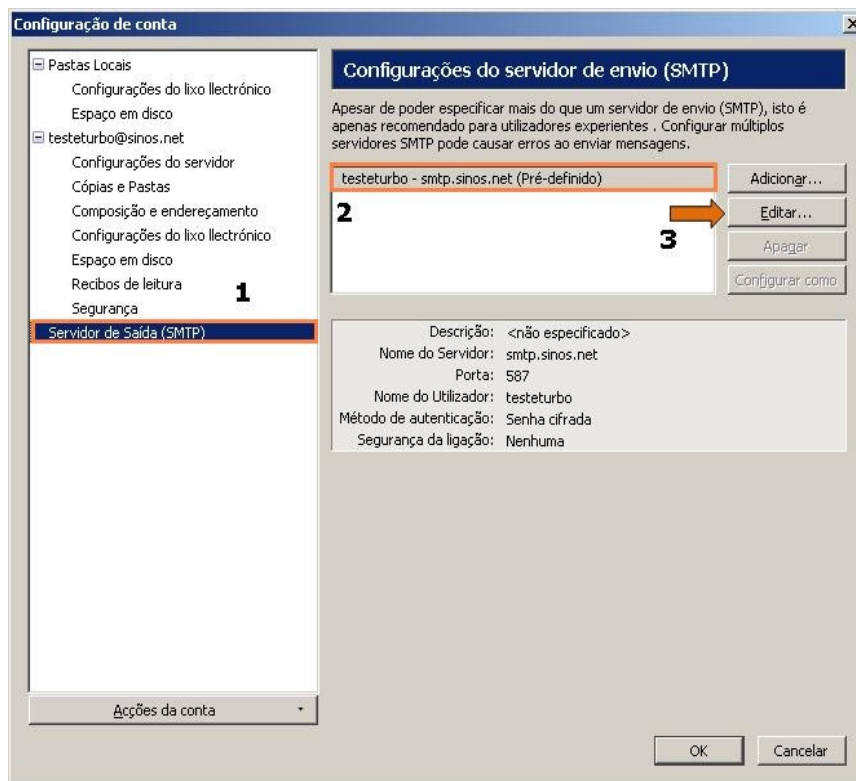 Configuração de conta
Pastas Locais
Configurações do lixo llectrónico
Espaço em disco
testeturbo@sinos.net
Configurações do servidor
Cópias e Pastas
Composição e endereçamento
Configurações do lixo llectrónico
Espaço em disco
Recibos de leitura
1
Segurança
Servidor de Saída (SMTP)
Acções da conta
Configurações do servidor de envio (SMTP)
Apesar de poder especificar mais do que um servidor de envio (SMTP), isto é
apenas recomendado para utilizadores experientes . Configurar múltiplos
servidores SMTP pode causar erros ao enviar mensagens.
testeturbo - smtp.sinos.net (Pré-definido)
2
3
Adicionar...
Editar...
Apagar
Configurar como
Descrição: <não especificado>
Nome do Servidor: smtp.sinos.net
Porta: 587
Nome do Utilizador: testeturbo
Método de autenticação: Senha cifrada
Segurança da ligação: Nenhuma
OK
Cancelar